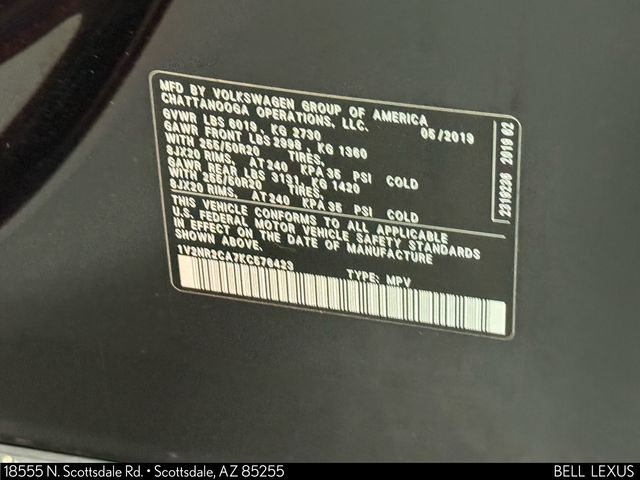 MFD BY VOLKSWAGEN GROUP OF AMERICA
CHATTANOOGA OPERATIONS, LLC.
GVWR LBS 6019, KG 2730 05/2019
GAWR FRONT LBS 2998, KG 1360
WITH 255/50R20 TIRES,
8JX20 RIMS, AT 240 KPA 35 PSI COLD
GAWR REAR LBS 3131, KG 1420
WITH 255/50R20 TIRES,
8JX20 RIMS, AT 240 KPA 35 PSI COLD
THIS VEHICLE CONFORMS TO ALL APPLICABLE
U.S. FEDERAL MOTOR VEHICLE SAFETY STANDARDS
IN EFFECT ON THE DATE OF MANUFACTURE
SHOWN ABOVE.
TYPE: MPV
18555 N. Scottsdale Rd. • Scottsdale, AZ 85255
BELL LEXUS